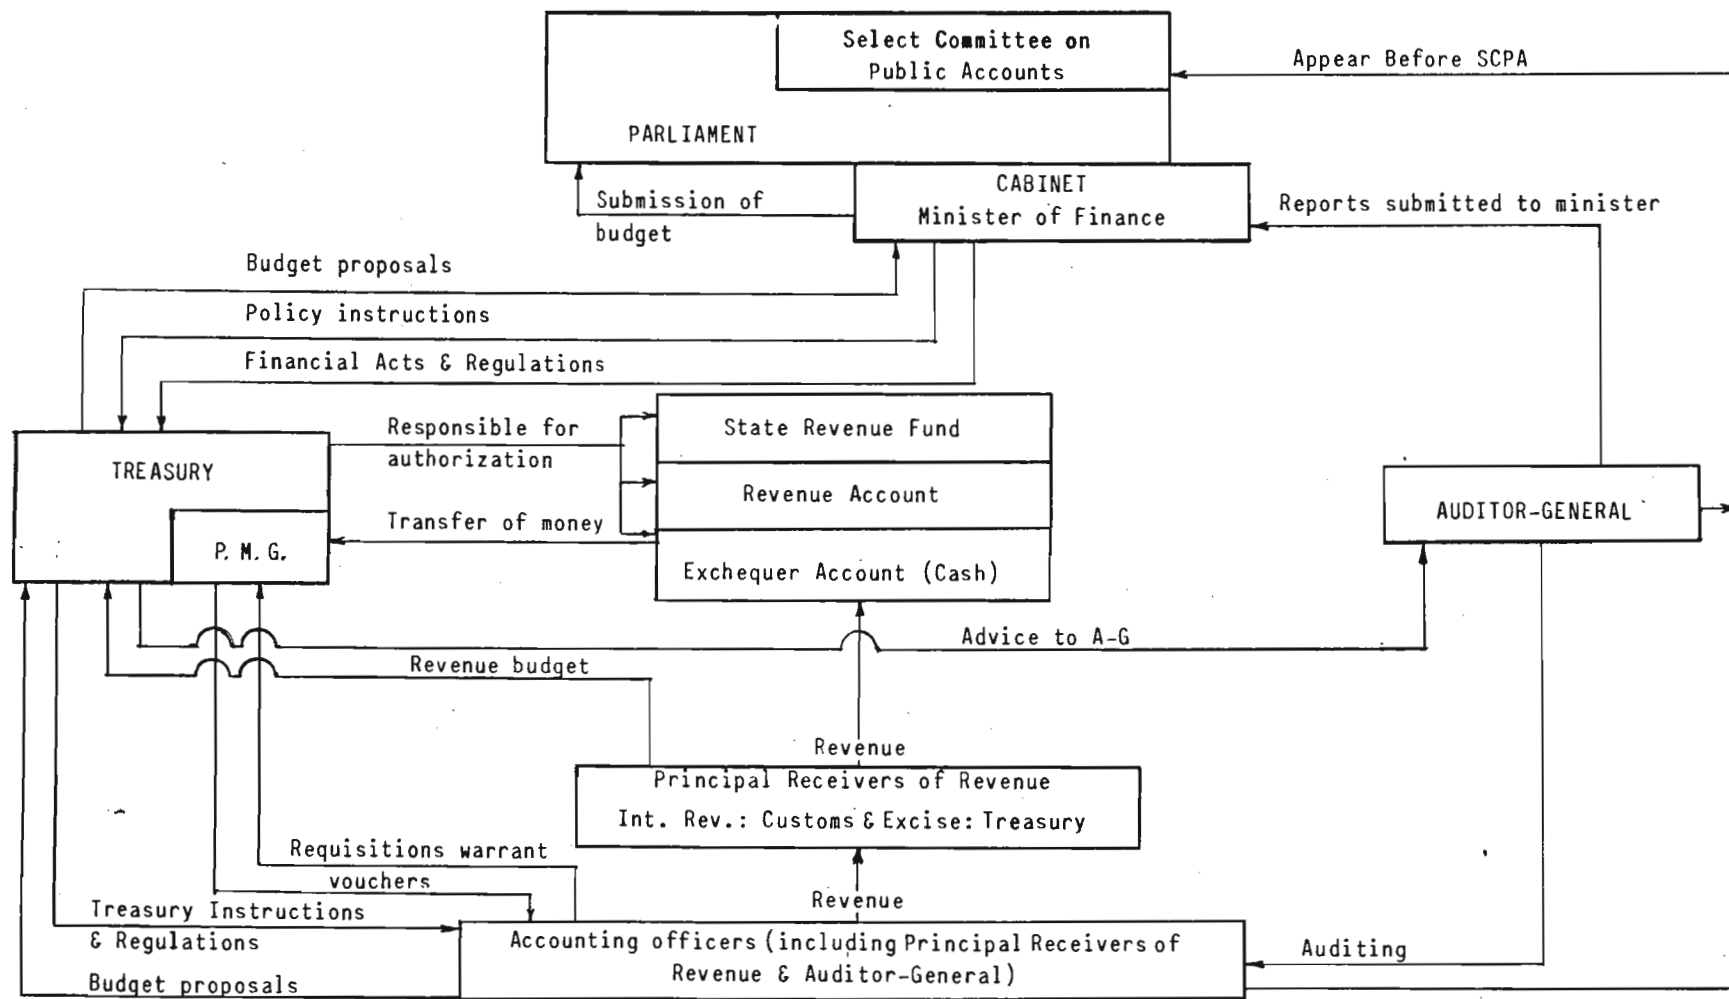 Select Committee on
Public Accounts
Appear Before SCPA
PARLIAMENT
CABINET
Minister of Finance
Submission of
budget
Reports submitted to minister
Budget proposals
Policy instructions
Financial Acts & Regulations
Responsible for
authorization
State Revenue Fund
TREASURY
Revenue Account
AUDITOR-GENERAL
Transfer of money
P. M. G.
Exchequer Account (Cash)
Advice to A-G
Revenue budget
Revenue
Principal Receivers of Revenue
Int. Rev.: Customs & Excise: Treasury
Requisitions warrant
vouchers
Revenue
Treasury Instructions
& Regulations
Accounting officers (including Principal Receivers of
Revenue & Auditor-General)
Auditing
Budget proposals